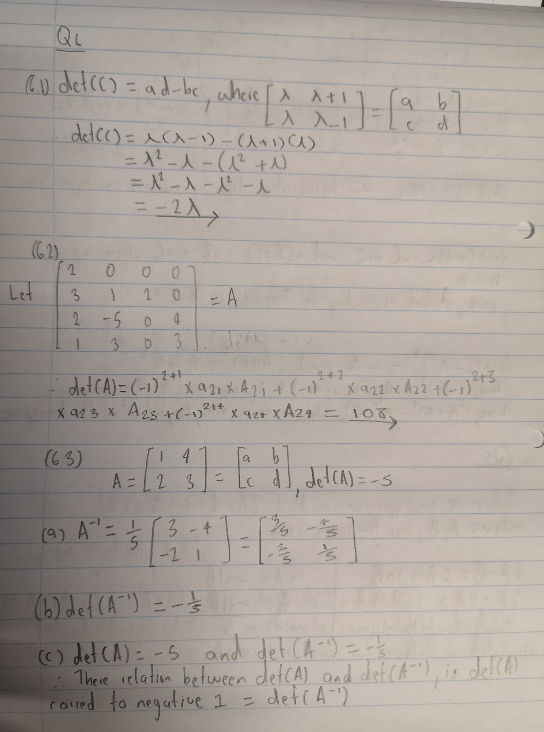 Q6
(6.1) det(C) = ad-bc, where [λ λ+1 λ λ-1] = [a b c d]
∴ det(C) = λ(λ-1) - (λ+1)(λ)
= λ² - λ - (λ² + λ)
= λ² - λ - λ² - λ
= -2λ
(6.2)
Let [2 0 0 0
3 1 2 0
2 -5 0 4
1 3 0 3] = A
∴ det(A) = (-1)²⁺¹ × a21 × A21 + (-1)²⁺² × a22 × A22 + (-1)²⁺³
× a23 × A23 + (-1)²⁺⁴ × a24 × A24 = 108
(6.3)
A = [1 4 2 3] = [a b c d], det(A) = -5
(a) A⁻¹ = 1/5 [3 -4 -2 1] = [3/5 -4/5 -2/5 1/5]
(b) det(A⁻¹) = -1/5
(c) det(A) = -5 and det(A⁻¹) = -1/5
∴ There relation between det(A) and det(A⁻¹), is det(A)
raised to negative 1 = det(A⁻¹)